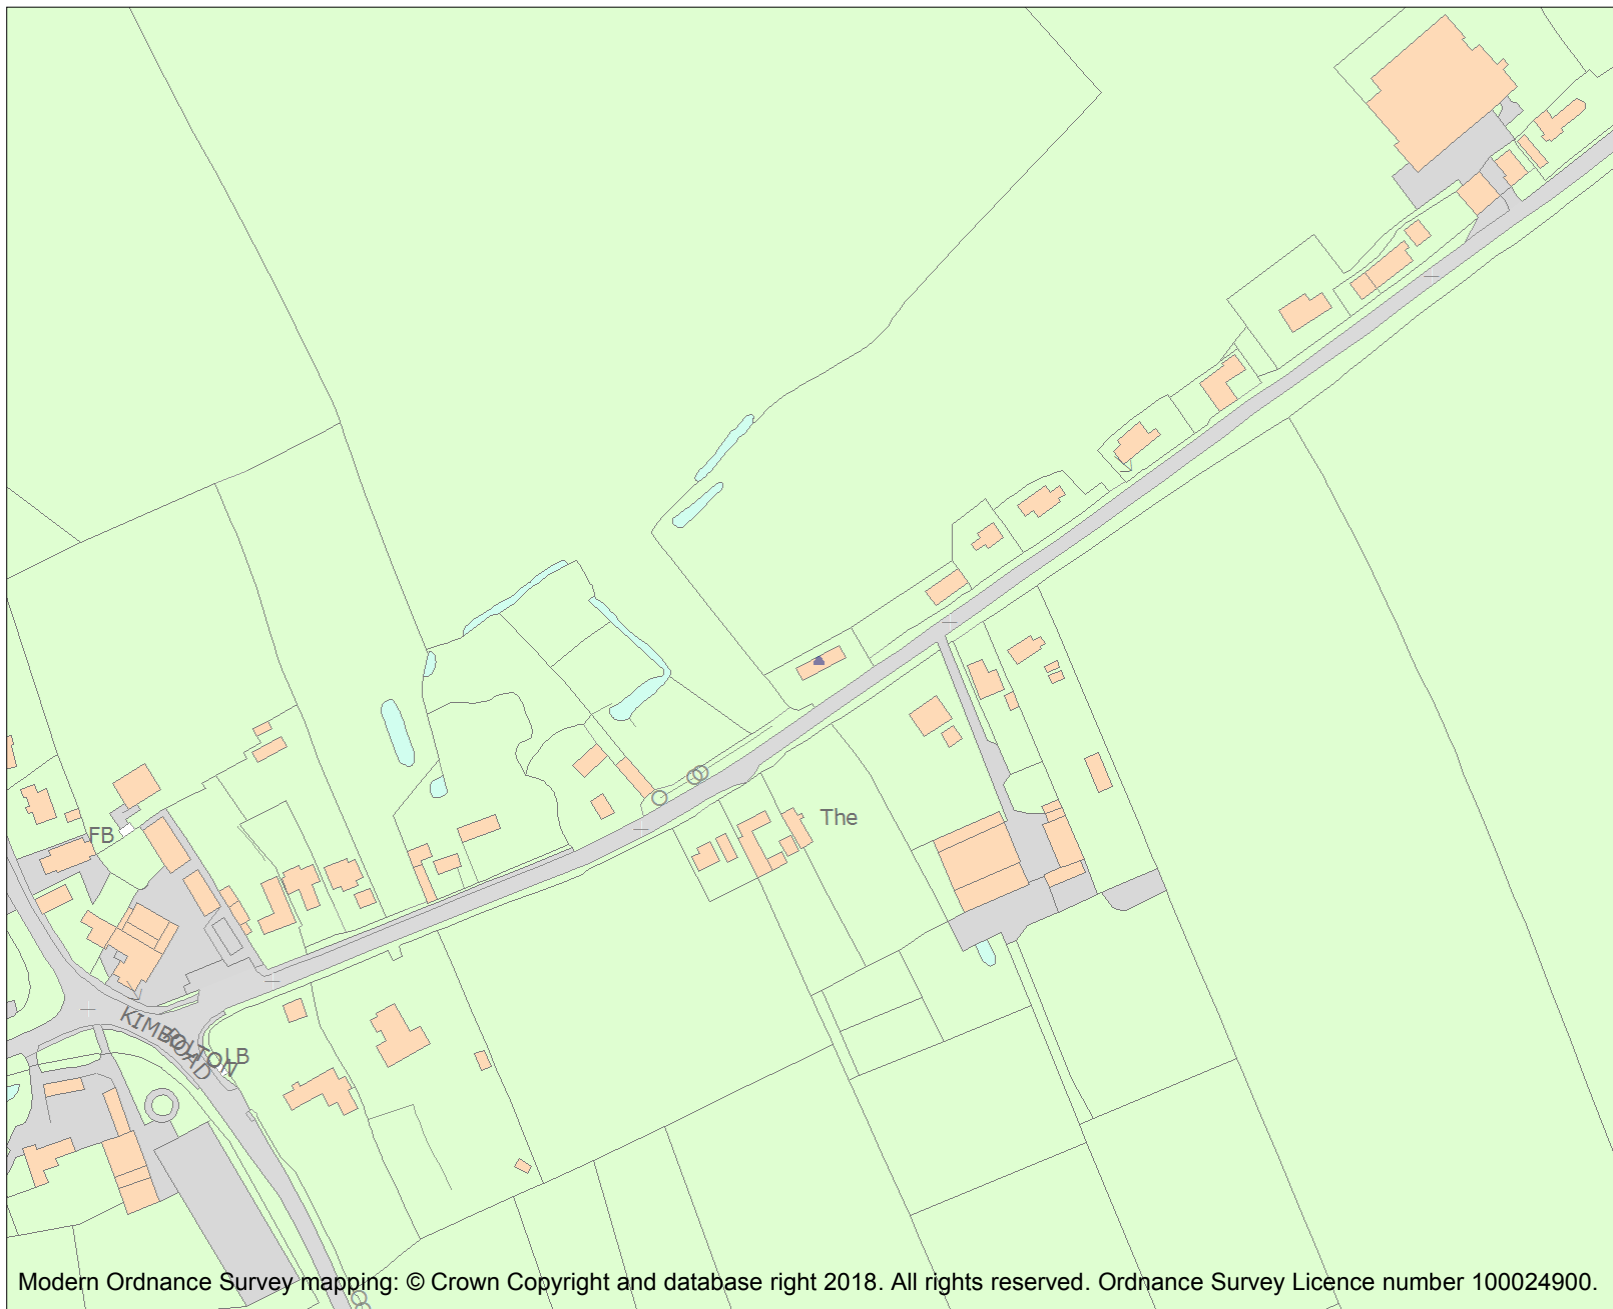 The
FB
KIMBOLTON
ROAD
LB
Modern Ordnance Survey mapping: © Crown Copyright and database right 2018. All rights reserved. Ordnance Survey Licence number 100024900.